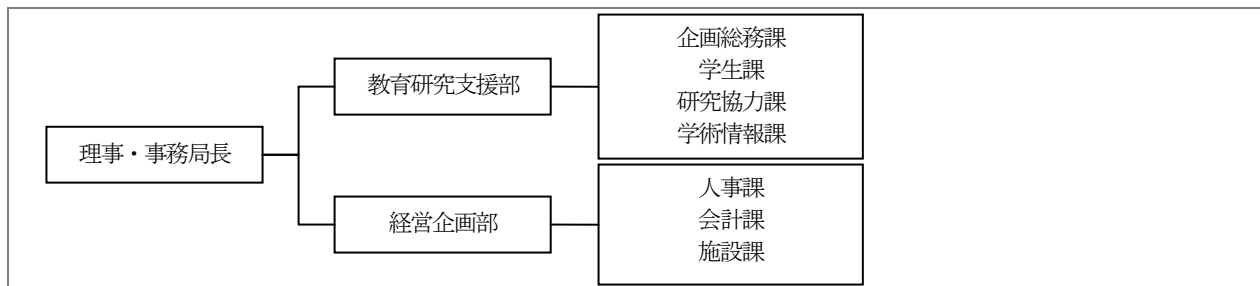 理事・事務局長
教育研究支援部
企画総務課
学生課
研究協力課
学術情報課
経営企画部
人事課
会計課
施設課